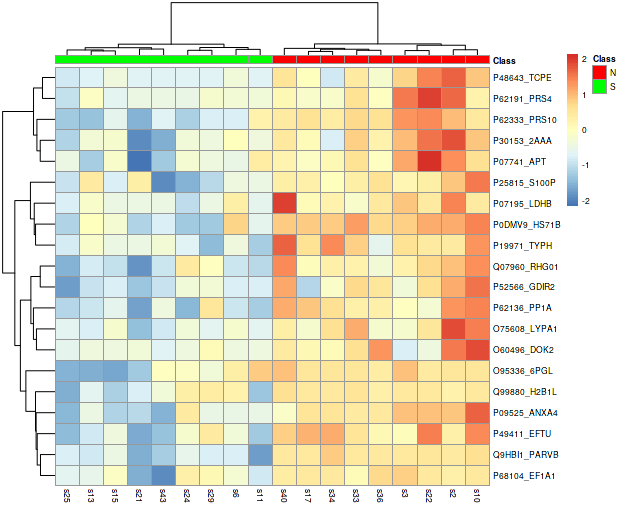 Class
P48643_TCPE
P62191_PRS4
P62333_PRS10
P30153_2AAA
P07741_APT
P25815_S100P
P07195_LDHB
P0DMV9_HS71B
P19971_TYPH
Q07960_RHG01
P52566_GDIR2
P62136_PP1A
O75608_LYPA1
O60496_DOK2
O95336_6PGL
Q99880_H2B1L
P09525_ANXA4
P49411_EFTU
Q9HBI1_PARVB
P68104_EF1A1
s25 s13 s15 s21 s43 s24 s29 s6 s11 s40 s17 s34 s33 s36 s3 s22 s2 s10
2
1
0
-1
-2
Class
N
S